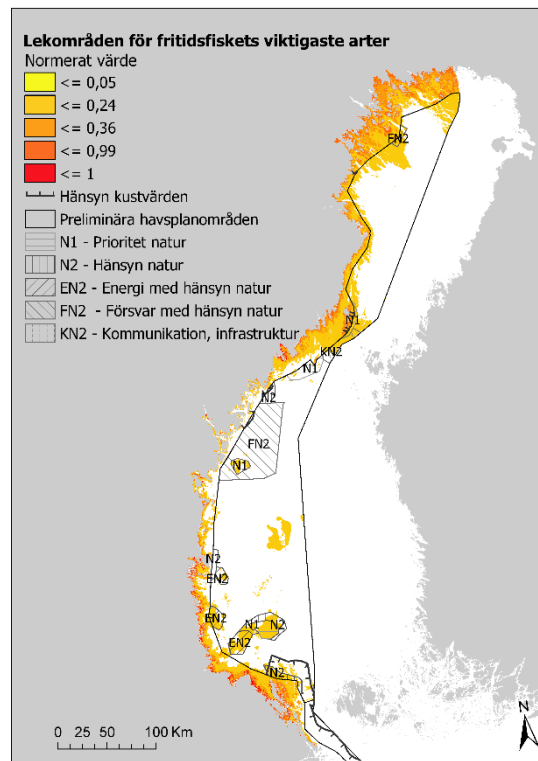 Lekområden för fritidsfiskets viktigaste arter
Normerat värde
<= 0,05
<= 0,24
<= 0,36
<= 0,99
<= 1
Hänsyn kustvärden
Preliminära havsplanområden
N1 - Prioritet natur
N2 - Hänsyn natur
EN2 - Energi med hänsyn natur
FN2 - Försvar med hänsyn natur
KN2 - Kommunikation, infrastruktur
FN2
N1
KN2
N1
N2
FN2
N1
N2
EN2
EN2
N1 N2
EN2
N2
0 25 50 100 Km
N